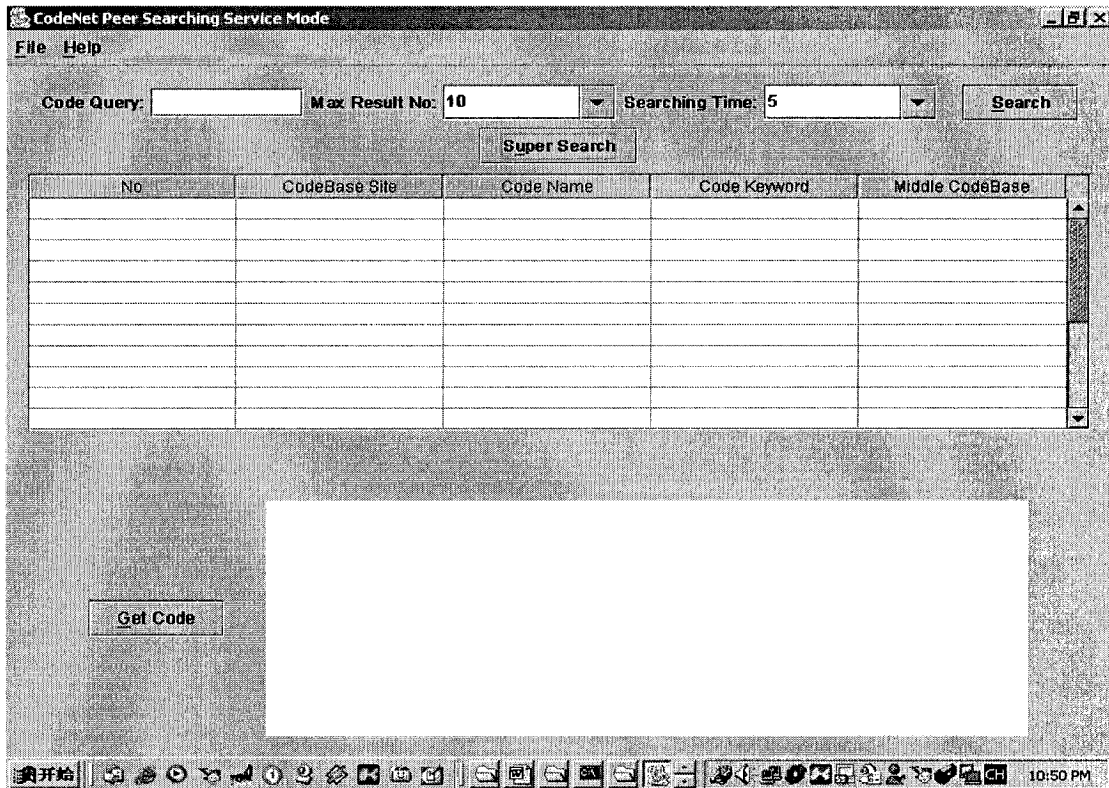 CodeNet Peer Searching Service Mode
File Help
Code Query: Max Result No: 10 Searching Time: 5 Search
Super Search
No CodeBase Site Code Name Code Keyword Middle CodeBase
Get Code
开始 CH 10:50 PM